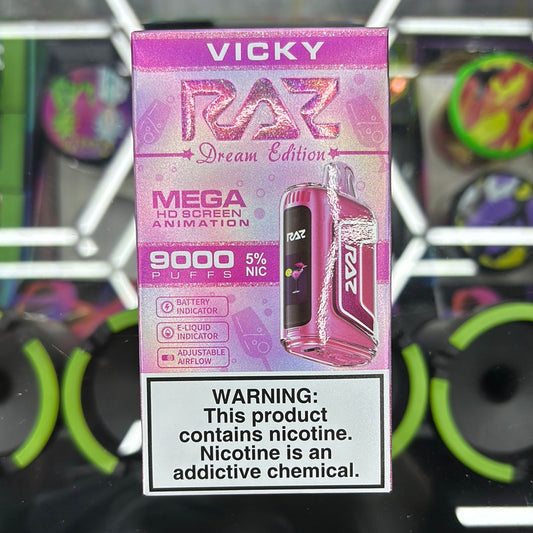 VICKY
RAZ
Dream Edition
MEGA
HD SCREEN
ANIMATION
9000
PUFFS
5%
NIC
BATTERY
INDICATOR
E-LIQUID
INDICATOR
ADJUSTABLE
AIRFLOW
RAZ
RAZ
WARNING:
This product
contains nicotine.
Nicotine is an
addictive chemical.